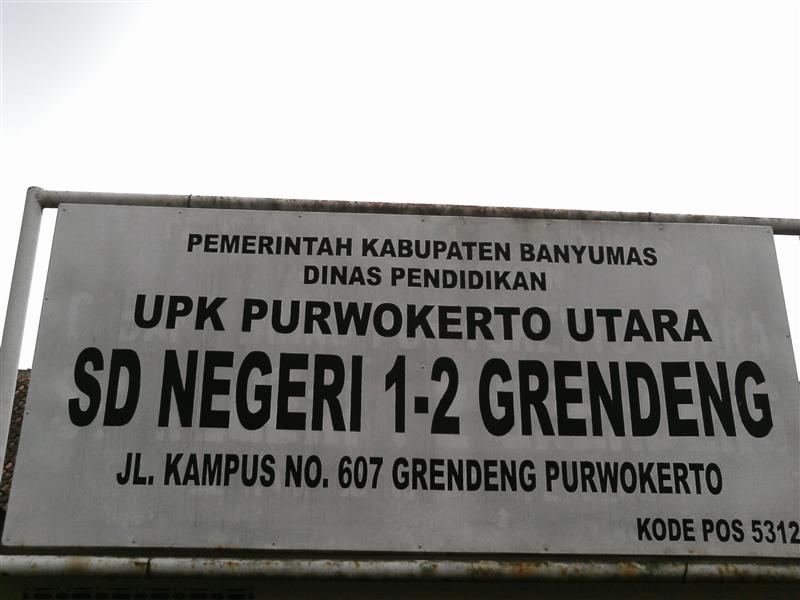 PEMERINTAH KABUPATEN BANYUMAS
DINAS PENDIDIKAN
UPK PURWOKERTO UTARA
SD NEGERI 1-2 GRENDENG
JL. KAMPUS NO. 607 GRENDENG PURWOKERTO
KODE POS 5312